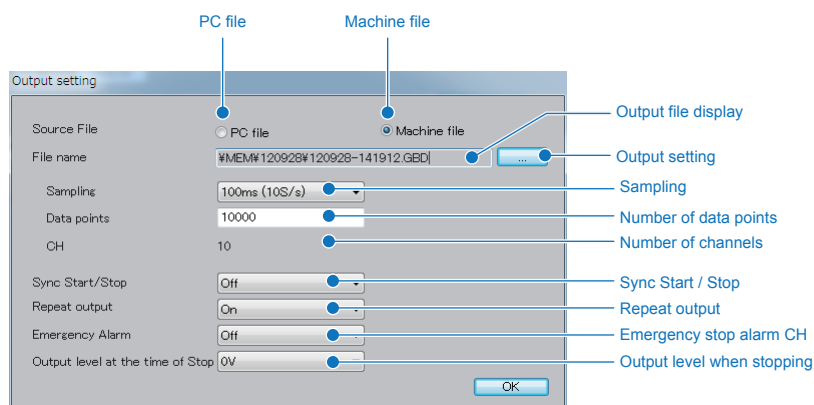 PC file
Machine file
Output setting
Source File
PC file
Machine file
Output file display
File name
¥MEM¥120928¥120928-141912.GBD
...
Output setting
Sampling
100ms (10S/s)
Sampling
Data points
10000
Number of data points
CH
10
Number of channels
Sync Start/Stop
Off
Sync Start / Stop
Repeat output
On
Repeat output
Emergency Alarm
Off
Emergency stop alarm CH
Output level at the time of Stop
0V
Output level when stopping
OK